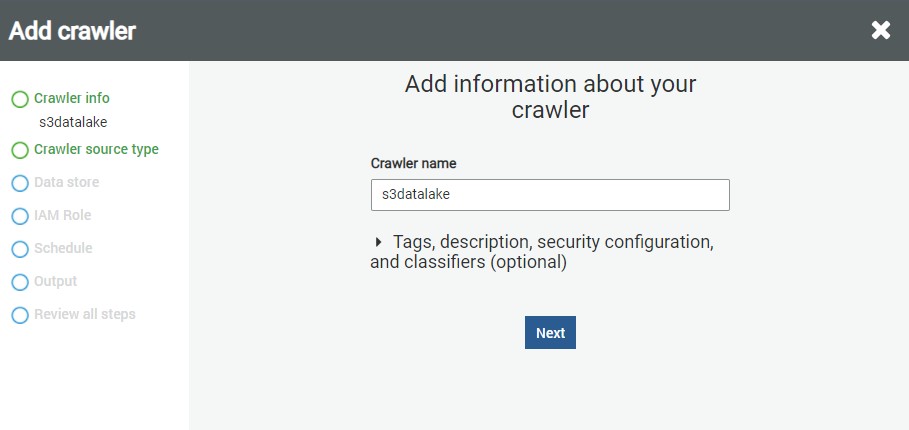 Add crawler
Crawler info
s3datalake
Crawler source type
Data store
IAM Role
Schedule
Output
Review all steps
Add information about your
crawler
Crawler name
s3datalake
Tags, description, security configuration,
and classifiers (optional)
Next